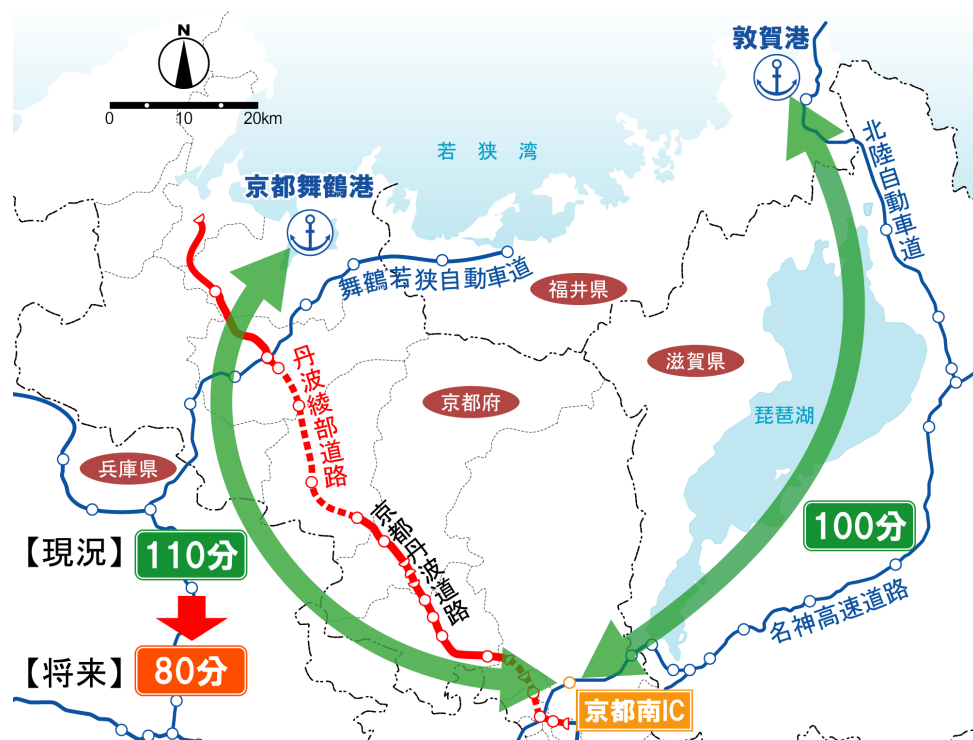 N
0 10 20km
敦賀港
北陸自動車道
若狭湾
京都舞鶴港
舞鶴若狭自動車道
福井県
滋賀県
丹波綾部道路
京都府
琵琶湖
兵庫県
京都丹波道路
100分
【現況】 110分
名神高速道路
【将来】 80分
京都南IC